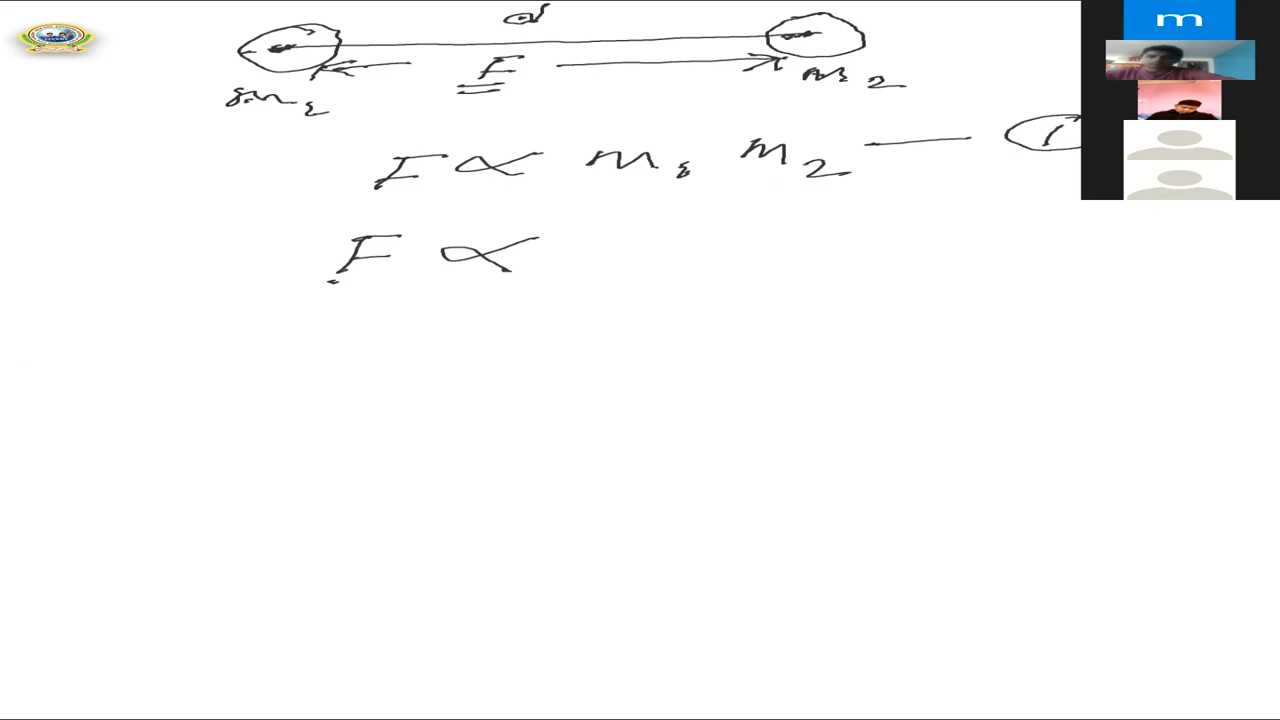 d
F
m₁ m₂
F ∝ m₁ m₂ — ①
F ∝
m